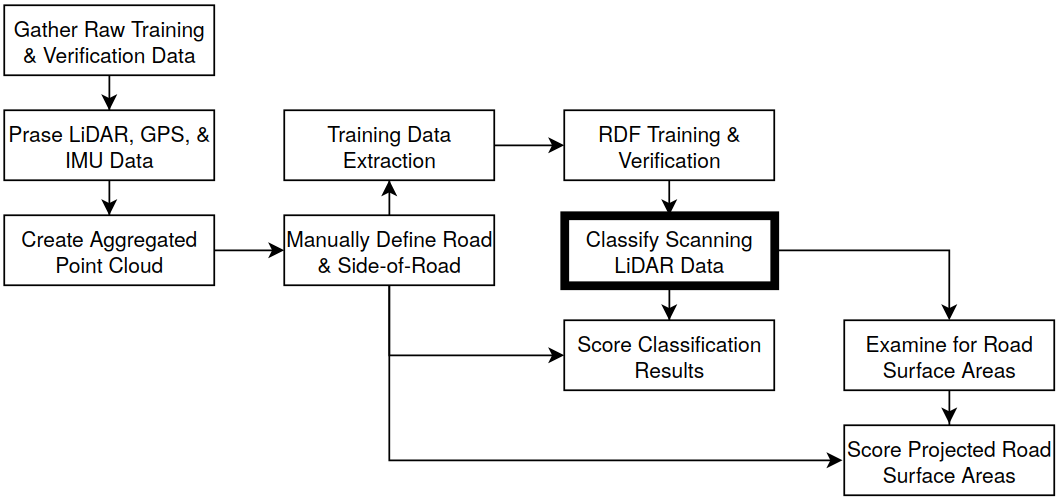 Gather Raw Training
& Verification Data
Prase LiDAR, GPS, &
IMU Data
Create Aggregated
Point Cloud
Training Data
Extraction
Manually Define Road
& Side-of-Road
RDF Training &
Verification
Classify Scanning
LiDAR Data
Score Classification
Results
Examine for Road
Surface Areas
Score Projected Road
Surface Areas